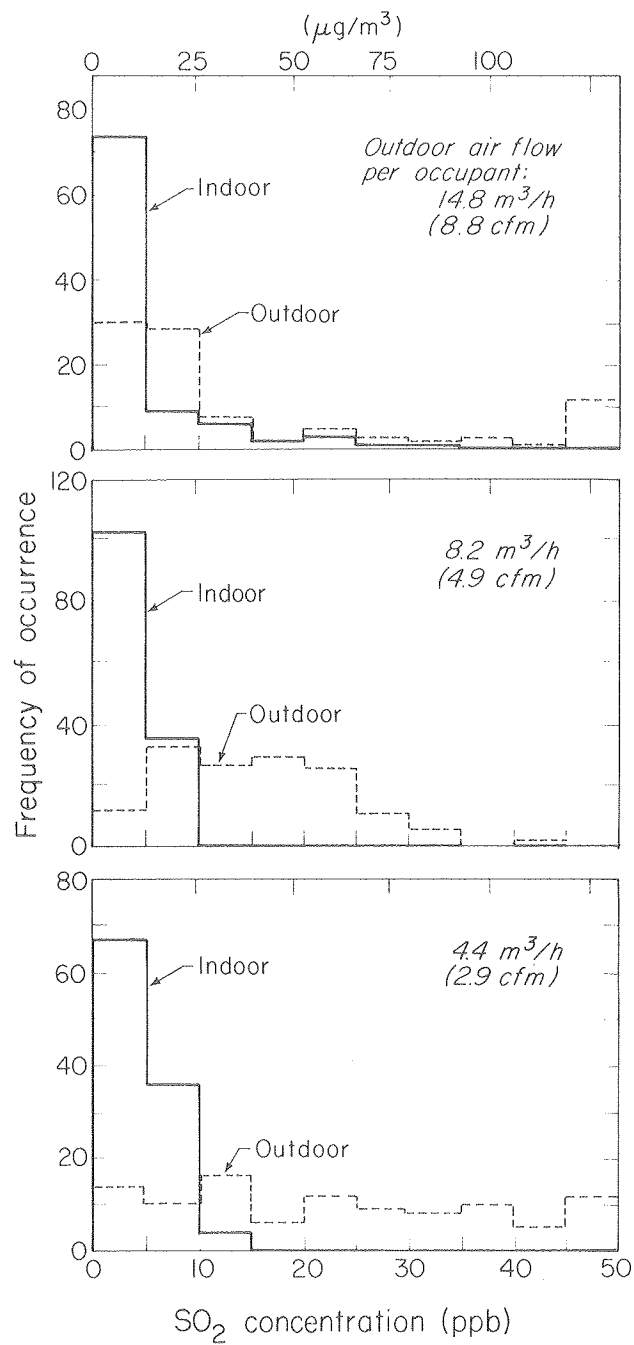 (μg/m³)
0 25 50 75 100
80
60
40
20
0
Outdoor air flow
per occupant:
14.8 m³/h
(8.8 cfm)
Indoor
Outdoor
120
80
40
0
8.2 m³/h
(4.9 cfm)
Indoor
Outdoor
Frequency of occurrence
80
60
40
20
0
4.4 m³/h
(2.9 cfm)
Indoor
Outdoor
0 10 20 30 40 50
SO₂ concentration (ppb)